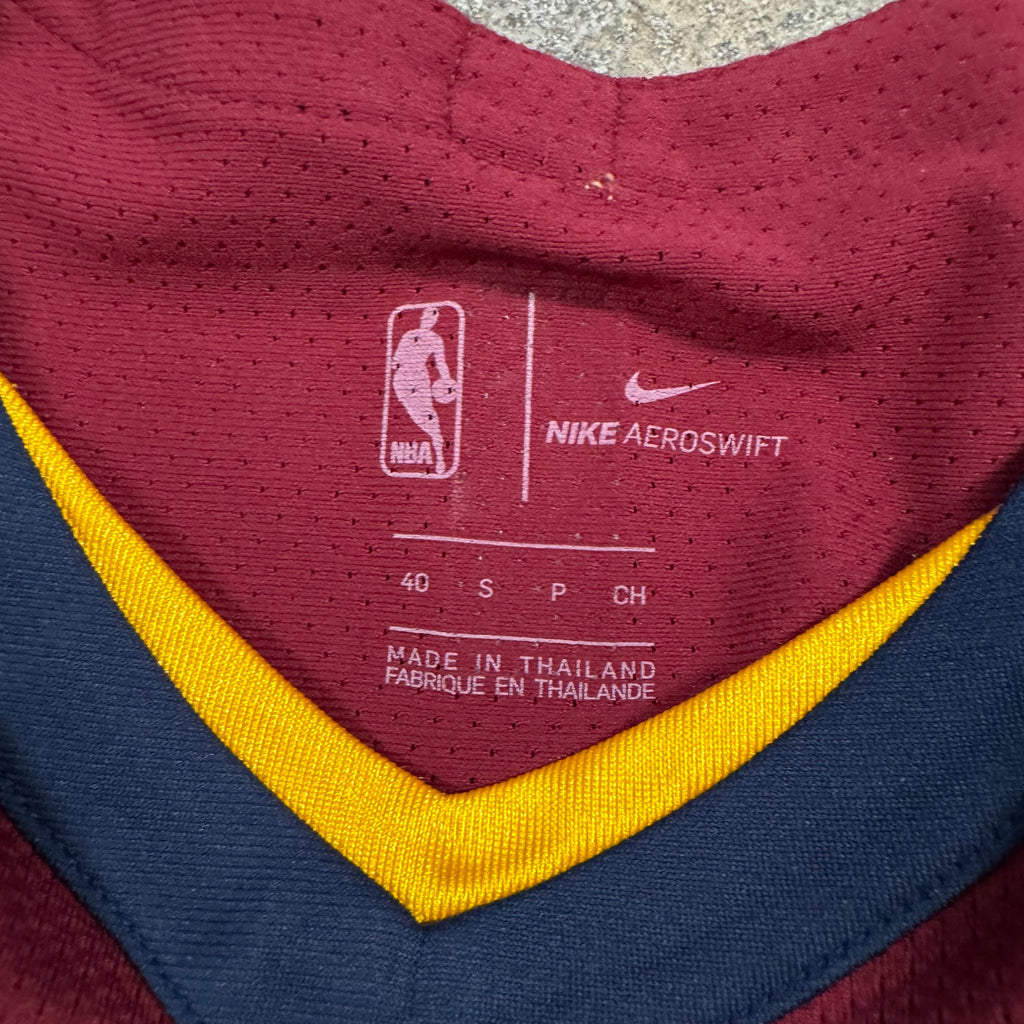 NBA
NIKE AEROSWIFT
40 S P CH
MADE IN THAILAND
FABRIQUE EN THAILANDE